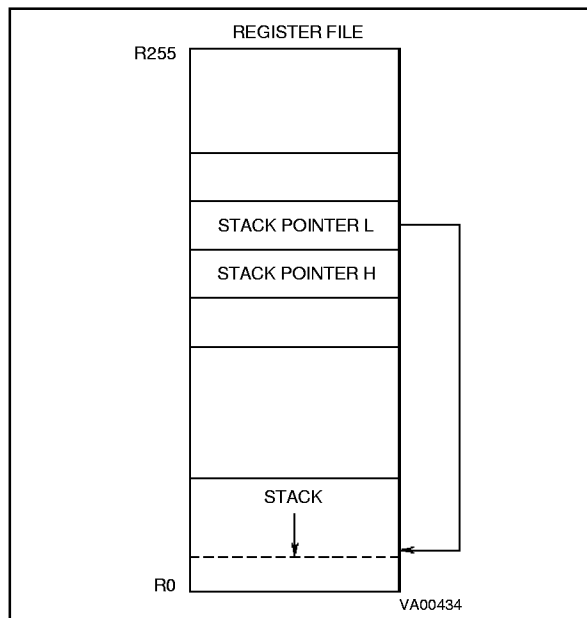 REGISTER FILE
R255
STACK POINTER L
STACK POINTER H
STACK
R0
VA00434